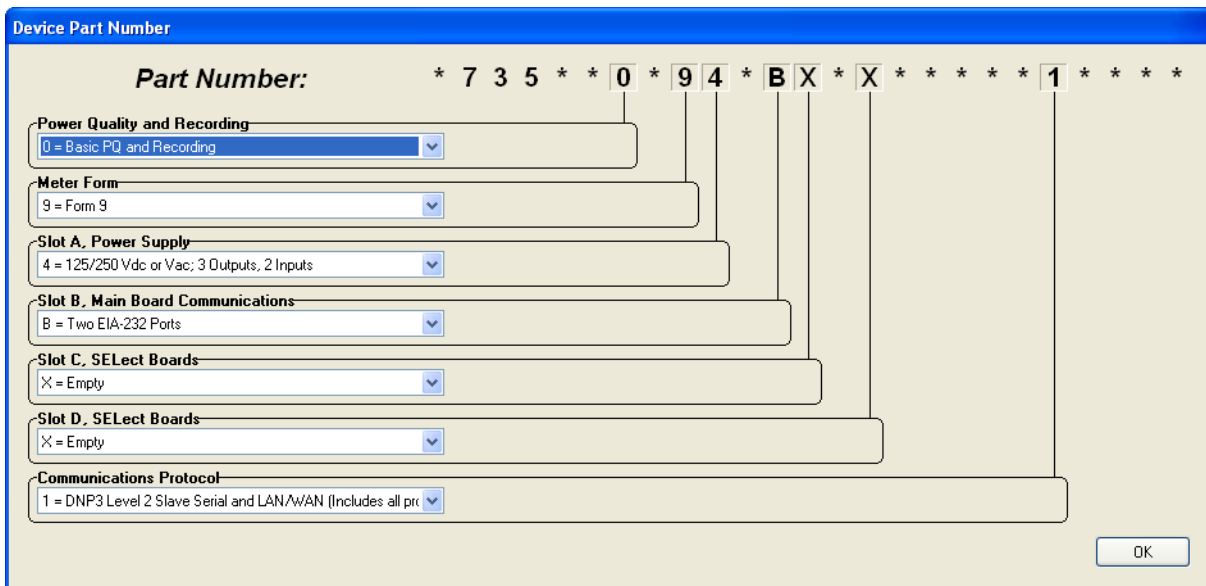 Device Part Number
Part Number: * 7 3 5 * * 0 * 9 4 * B X * X * * * * * 1 * * * *
Power Quality and Recording
0 = Basic PQ and Recording
Meter Form
9 = Form 9
Slot A, Power Supply
4 = 125/250 Vdc or Vac; 3 Outputs, 2 Inputs
Slot B, Main Board Communications
B = Two EIA-232 Ports
Slot C, SELect Boards
X = Empty
Slot D, SELect Boards
X = Empty
Communications Protocol
1 = DNP3 Level 2 Slave Serial and LAN/WAN (Includes all pro
OK